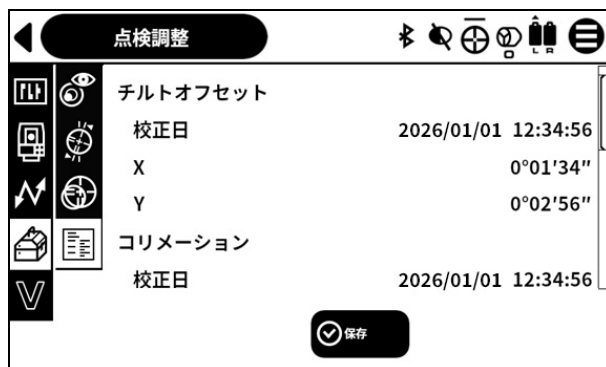 点検調整
L R
チルトオフセット
校正日 2026/01/01 12:34:56
X 0°01'34"
Y 0°02'56"
コリメーション
校正日 2026/01/01 12:34:56
保存